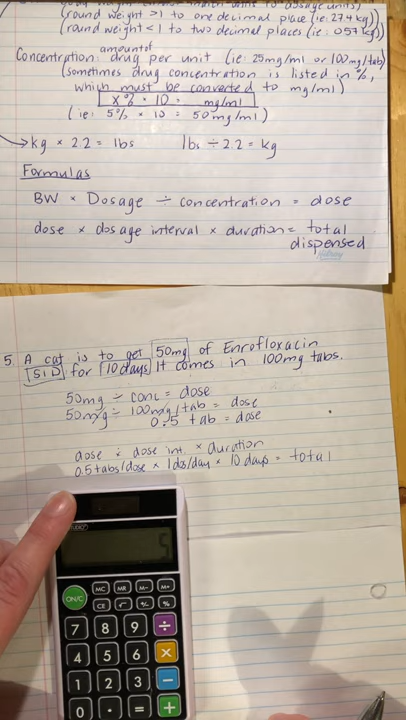 (round weight >1 to one decimal place (ie: 27.4 kg))
(round weight <1 to two decimal places (ie: 0.57 kg))
Concentration: amount of drug per unit (ie: 25mg/ml or 100mg/tab)
(sometimes drug concentration is listed in %,
which must be converted to mg/ml)
X% × 10 = mg/ml
(ie: 5% × 10 = 50mg/ml)
kg × 2.2 = lbs lbs ÷ 2.2 = kg
Formulas
BW × Dosage ÷ concentration = dose
dose × dosage interval × duration = total
dispensed
5. A cat is to get 50mg of Enrofloxacin
SID for 10 days. It comes in 100mg tabs.
50mg ÷ conc = dose
50mg ÷ 100mg/tab = dose
0.5 tab = dose
dose × dose int. × duration
0.5 tabs/dose × 1 dos/day × 10 days = total
5.
ON/C MC MR M- M+
CE √ +/- %
7 8 9 ÷
4 5 6 ×
1 2 3 −
0 . = +